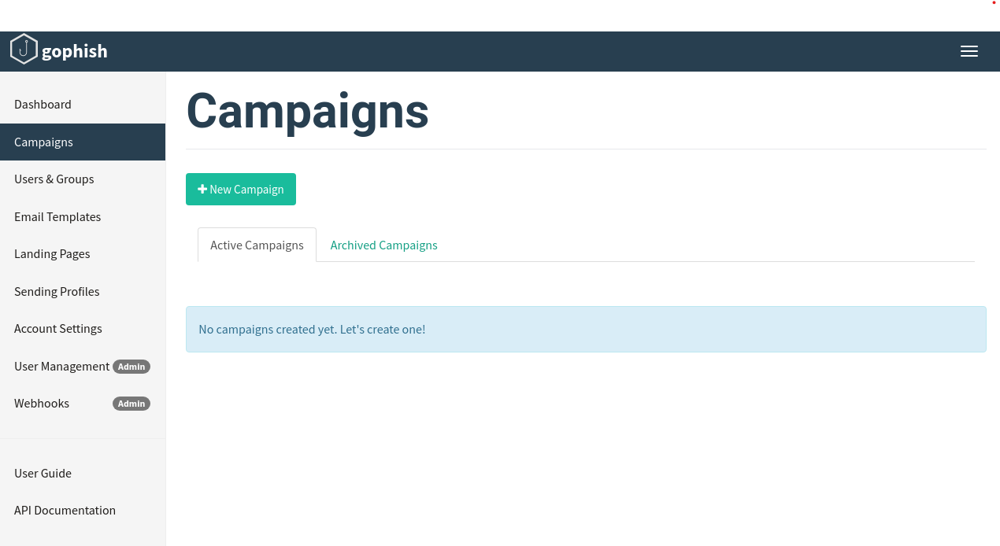 gophish
Dashboard
Campaigns
Users & Groups
Email Templates
Landing Pages
Sending Profiles
Account Settings
User Management Admin
Webhooks Admin
User Guide
API Documentation
Campaigns
New Campaign
Active Campaigns Archived Campaigns
No campaigns created yet. Let's create one!